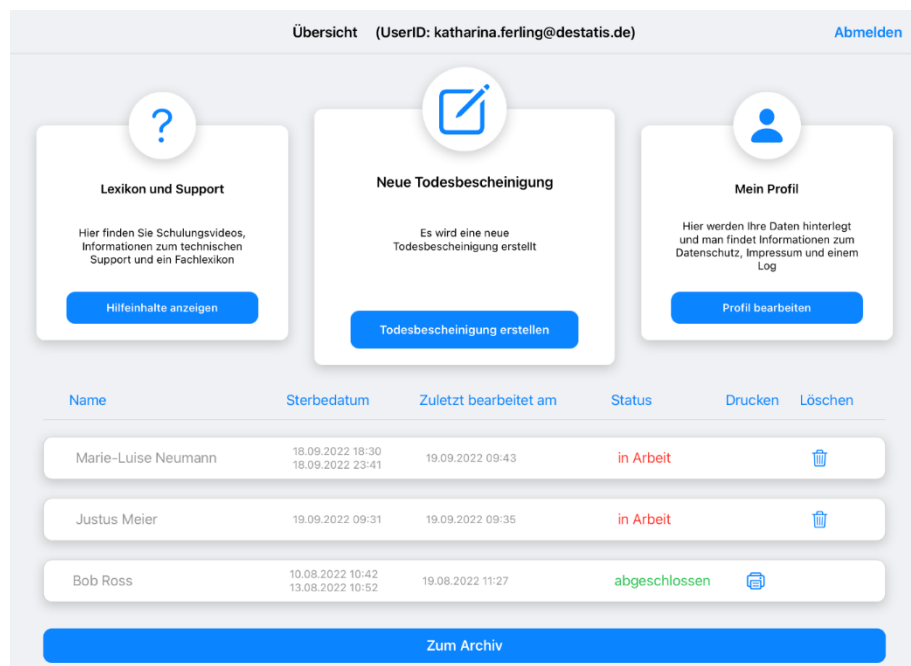 Übersicht (UserID: katharina.ferling@destatis.de)
Abmelden
?
Lexikon und Support
Hier finden Sie Schulungsvideos,
Informationen zum technischen
Support und ein Fachlexikon
Hilfeinhalte anzeigen
Neue Todesbescheinigung
Es wird eine neue
Todesbescheinigung erstellt
Todesbescheinigung erstellen
Mein Profil
Hier werden Ihre Daten hinterlegt
und man findet Informationen zum
Datenschutz, Impressum und einem
Log
Profil bearbeiten
Name Sterbedatum Zuletzt bearbeitet am Status Drucken Löschen
Marie-Luise Neumann 18.09.2022 18:30
18.09.2022 23:41 19.09.2022 09:43 in Arbeit
Justus Meier 19.09.2022 09:31 19.09.2022 09:35 in Arbeit
Bob Ross 10.08.2022 10:42
13.08.2022 10:52 19.08.2022 11:27 abgeschlossen
Zum Archiv